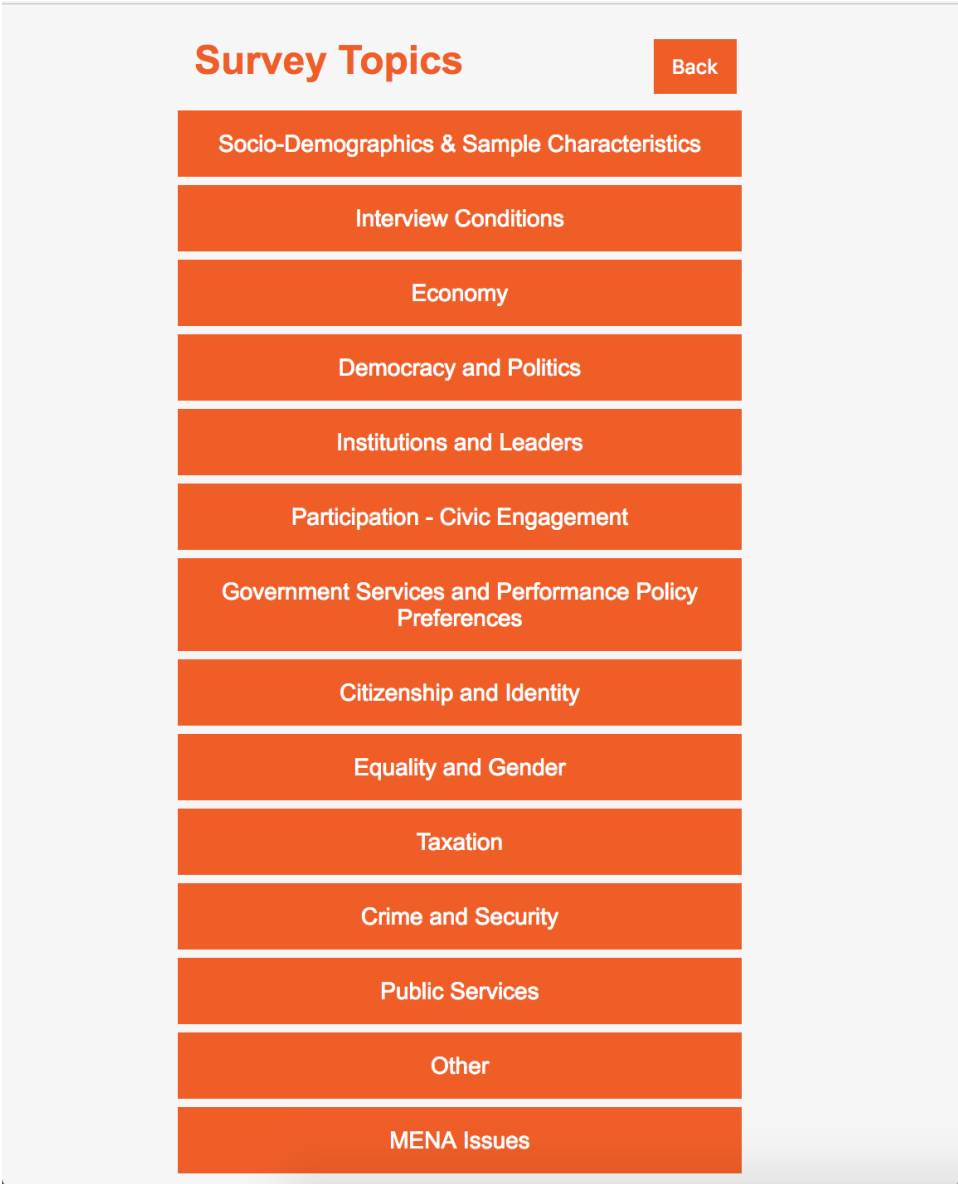 Survey Topics
Back
Socio-Demographics & Sample Characteristics
Interview Conditions
Economy
Democracy and Politics
Institutions and Leaders
Participation - Civic Engagement
Government Services and Performance Policy
Preferences
Citizenship and Identity
Equality and Gender
Taxation
Crime and Security
Public Services
Other
MENA Issues